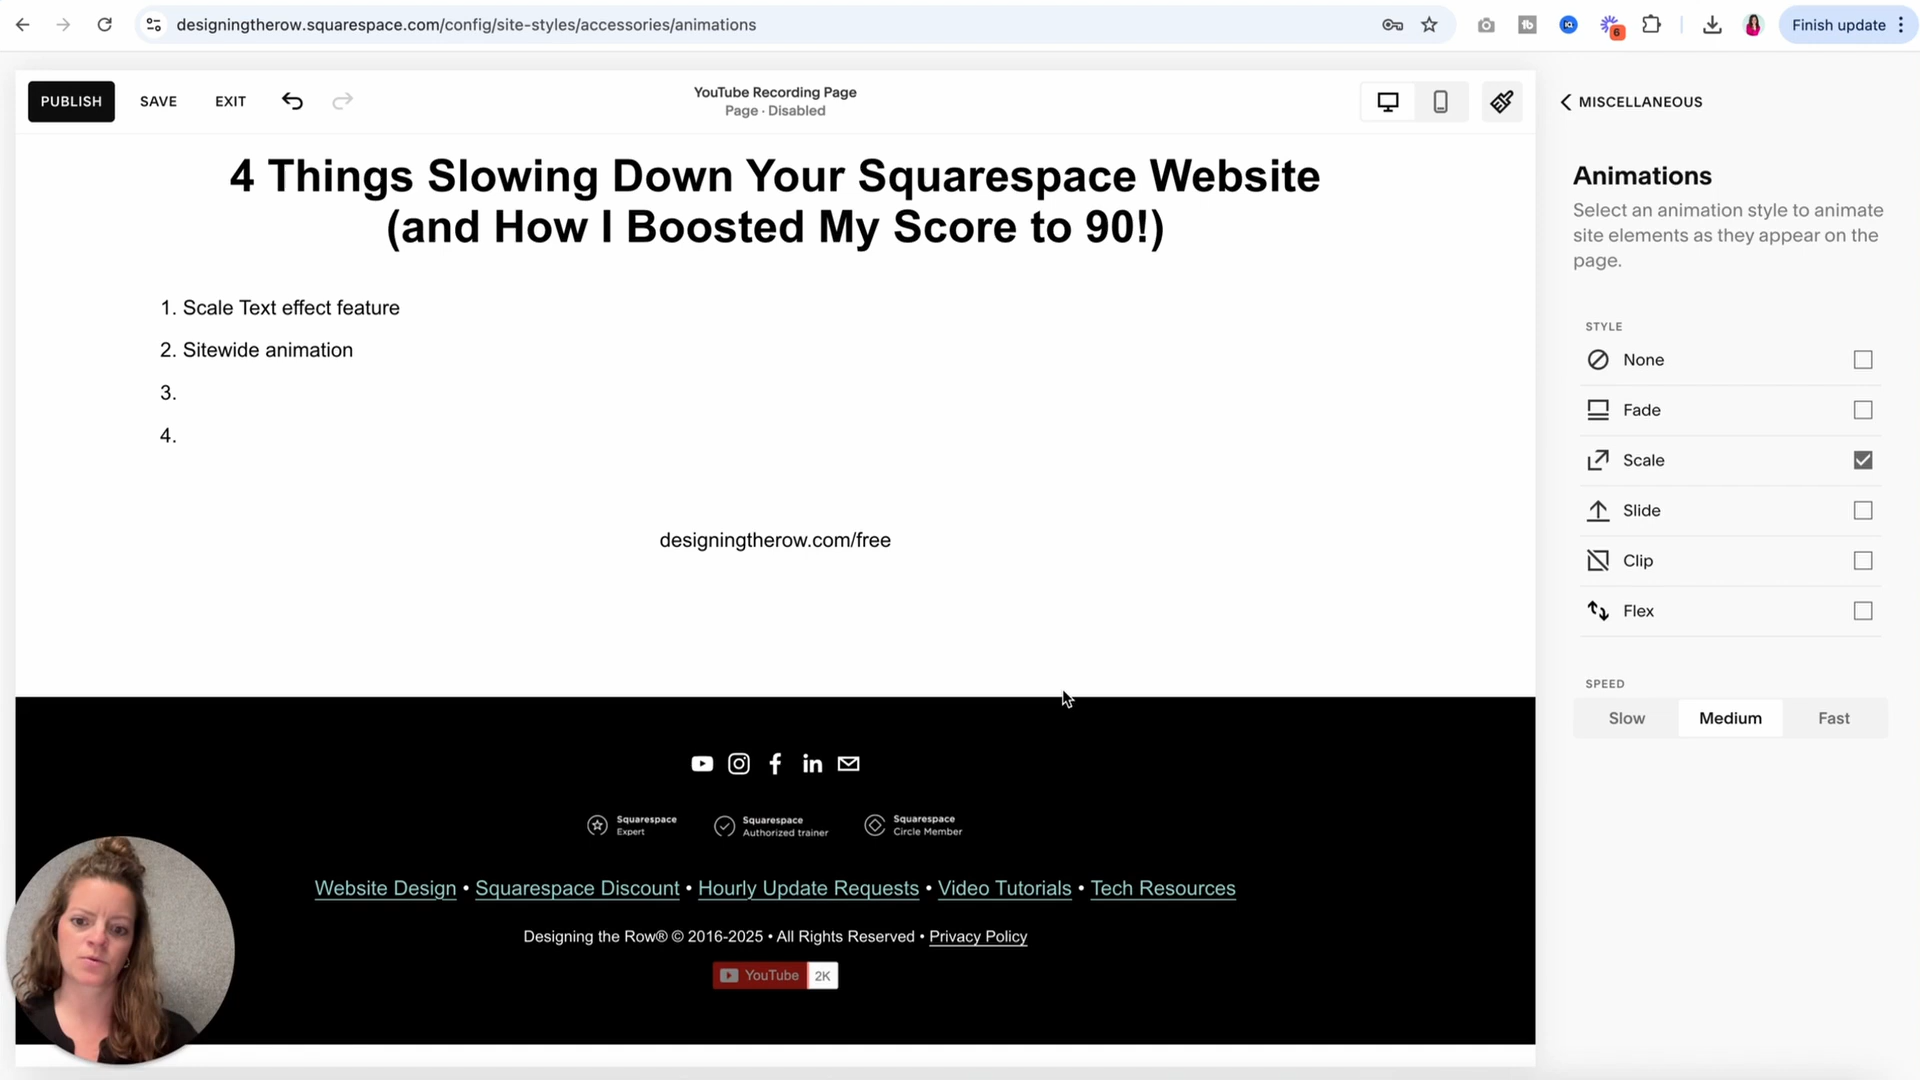 designingtherow.squarespace.com/config/site-styles/accessories/animations
6
Finish update
PUBLISH
SAVE
EXIT
YouTube Recording Page
Page · Disabled
MISCELLANEOUS
4 Things Slowing Down Your Squarespace Website
(and How I Boosted My Score to 90!)
1. Scale Text effect feature
2. Sitewide animation
3.
4.
designingtherow.com/free
Animations
Select an animation style to animate
site elements as they appear on the
page.
STYLE
None
Fade
Scale
Slide
Clip
Flex
SPEED
Slow
Medium
Fast
Squarespace
Expert
Squarespace
Authorized trainer
Squarespace
Circle Member
Website Design • Squarespace Discount • Hourly Update Requests • Video Tutorials • Tech Resources
Designing the Row® © 2016-2025 • All Rights Reserved • Privacy Policy
YouTube 2K